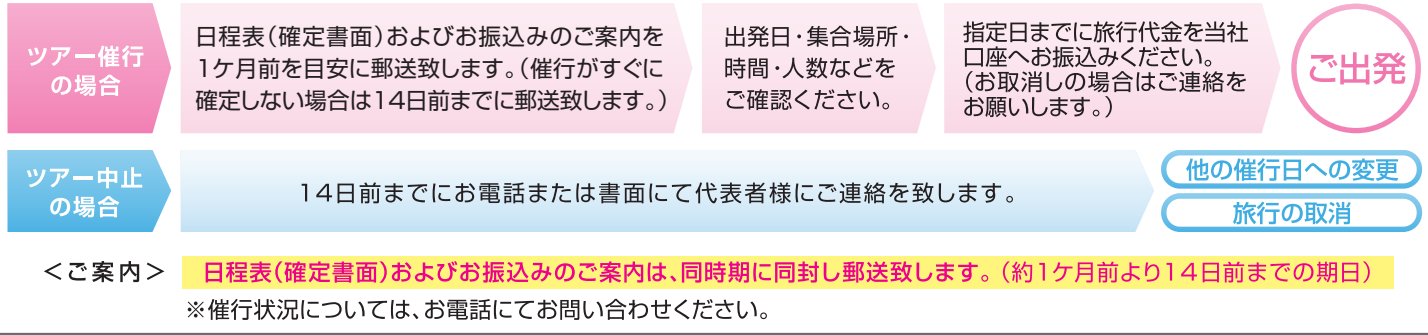 ツアー催行
の場合
日程表(確定書面)およびお振込みのご案内を
1ケ月前を目安に郵送致します。(催行がすぐに
確定しない場合は14日前までに郵送致します。)
出発日・集合場所・
時間・人数などを
ご確認ください。
指定日までに旅行代金を当社
口座へお振込みください。
(お取消しの場合はご連絡を
お願いします。)
ご出発
ツアー中止
の場合
14日前までにお電話または書面にて代表者様にご連絡を致します。
他の催行日への変更
旅行の取消
＜ご案内＞
日程表(確定書面)およびお振込みのご案内は、同時期に同封し郵送致します。(約1ケ月前より14日前までの期日)
※催行状況については、お電話にてお問い合わせください。